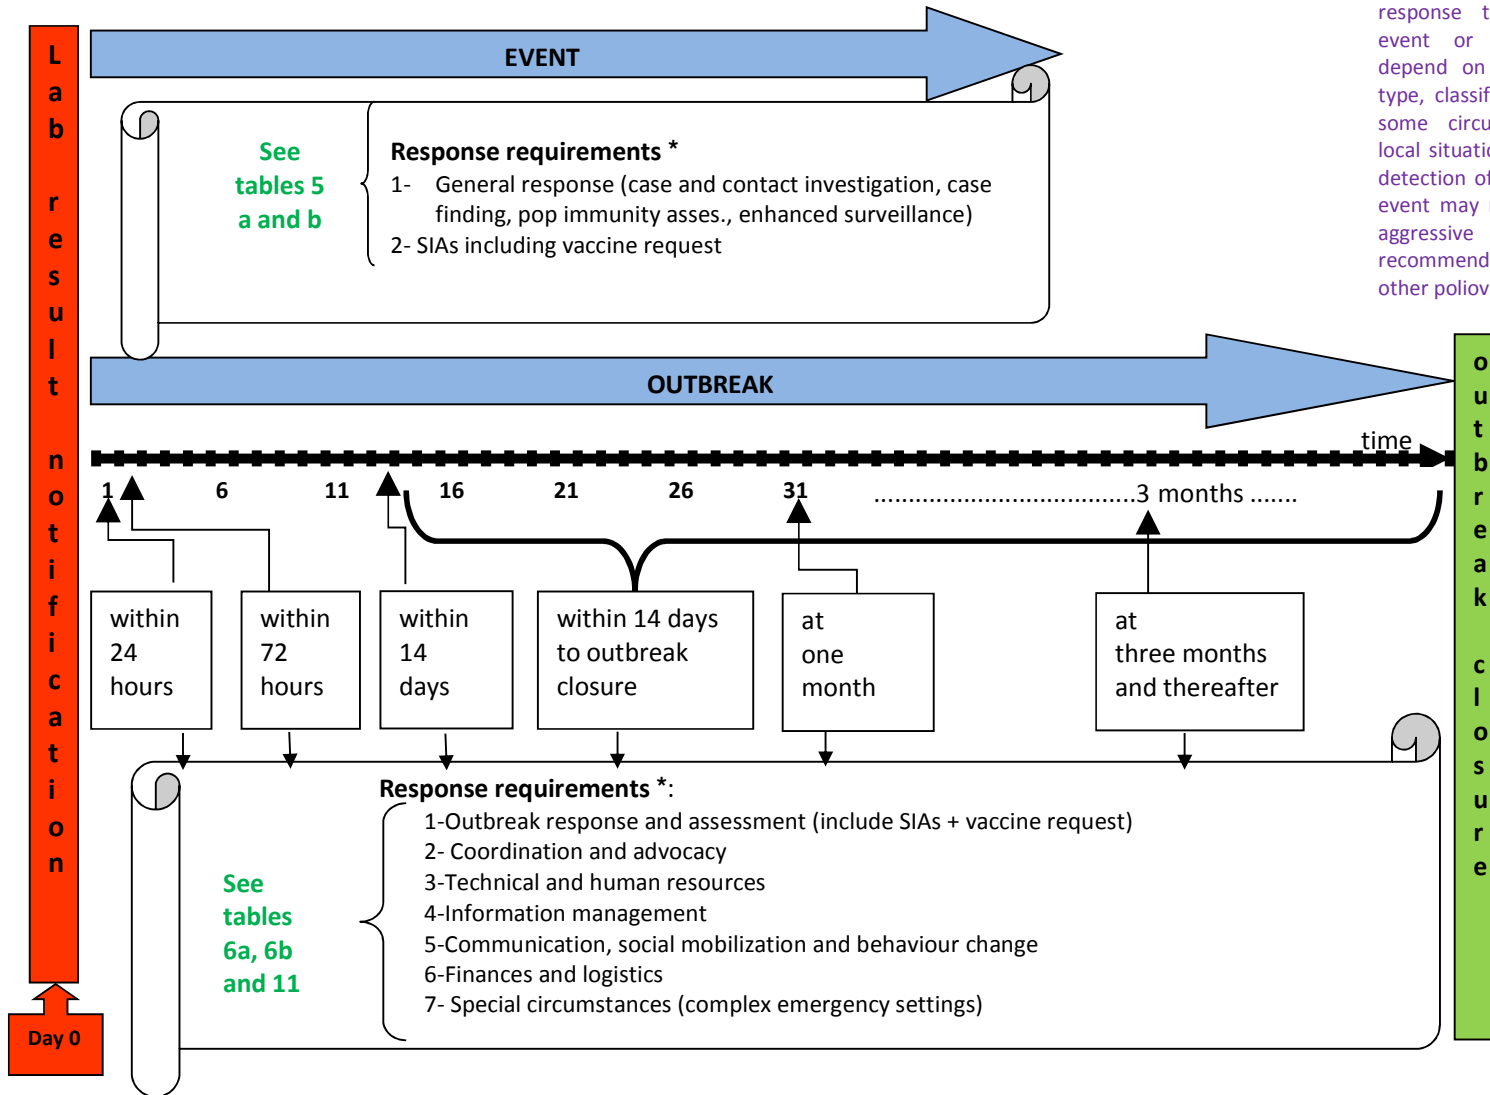 Lab result notification
Day 0
EVENT
See
tables 5
a and b
Response requirements *
1- General response (case and contact investigation, case
finding, pop immunity asses., enhanced surveillance)
2- SIAs including vaccine request
response
event or
depend on
type,
some
local
detection
event may
aggressive
other
OUTBREAK
time
1 6 11 16 21 26 31 ....................................3 months .......
within
24
hours
within
72
hours
within
14
days
within 14 days
to outbreak
closure
at
one
month
at
three months
and thereafter
Response requirements *:
1-Outbreak response and assessment (include SIAs + vaccine request)
2- Coordination and advocacy
3-Technical and human resources
4-Information management
5-Communication, social mobilization and behaviour change
6-Finances and logistics
7- Special circumstances (complex emergency settings)
See
tables
6a, 6b
and 11
outbreak closure